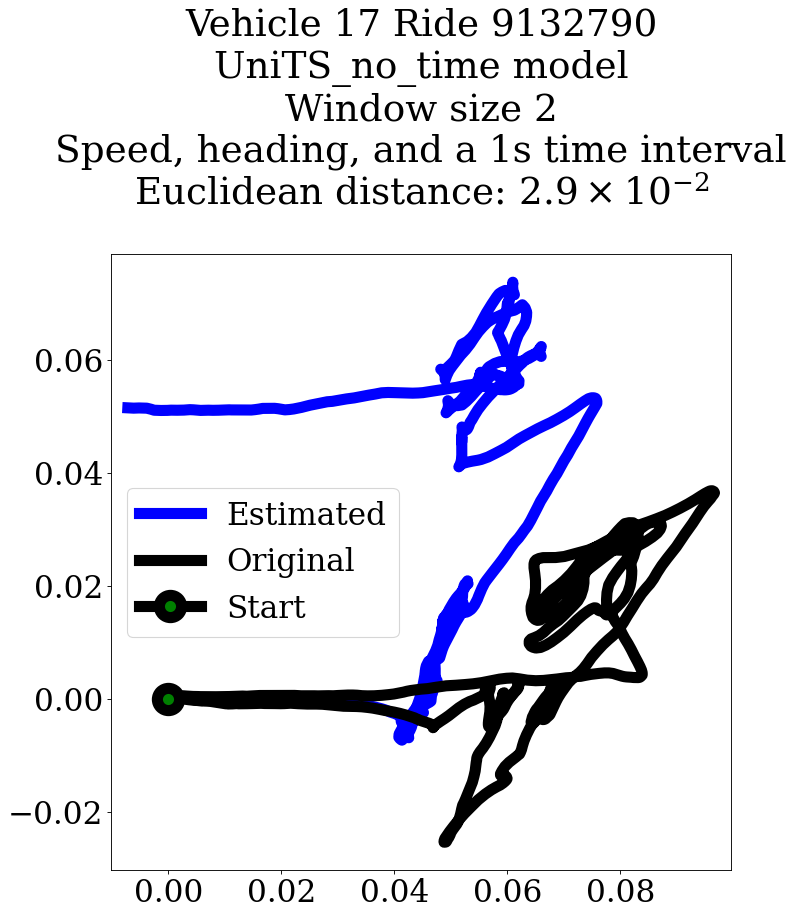 Vehicle 17 Ride 9132790
UniTS_no_time model
Window size 2
Speed, heading, and a 1s time interval
Euclidean distance: 2.9 × 10⁻²
0.06
0.04
0.02
0.00
−0.02
Estimated
Original
Start
0.00 0.02 0.04 0.06 0.08